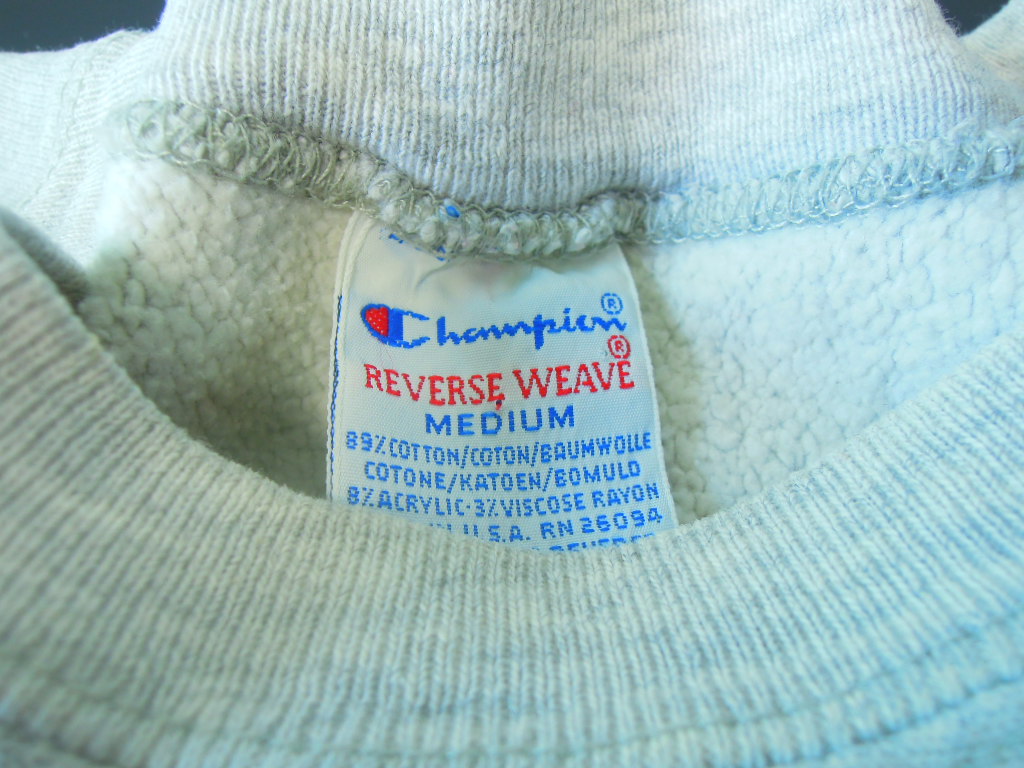 Champion®
REVERSE WEAVE®
MEDIUM
89% COTTON/COTON/BAUMWOLLE
COTONE/KATOEN/BOMULD
8% ACRYLIC·3% VISCOSE RAYON
U.S.A. RN 26094